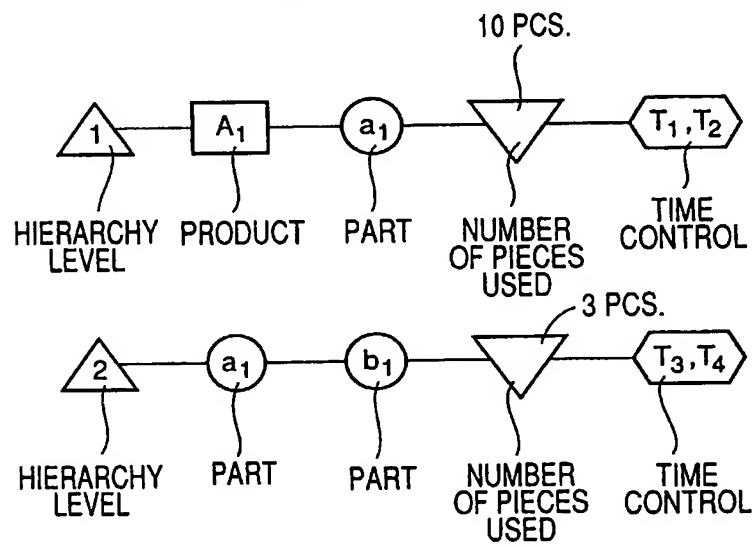 10 PCS.
1 A₁ a₁ T₁, T₂
HIERARCHY
LEVEL
PRODUCT
PART
NUMBER
OF PIECES
USED
TIME
CONTROL
3 PCS.
2 a₁ b₁ T₃, T₄
HIERARCHY
LEVEL
PART
PART
NUMBER
OF PIECES
USED
TIME
CONTROL